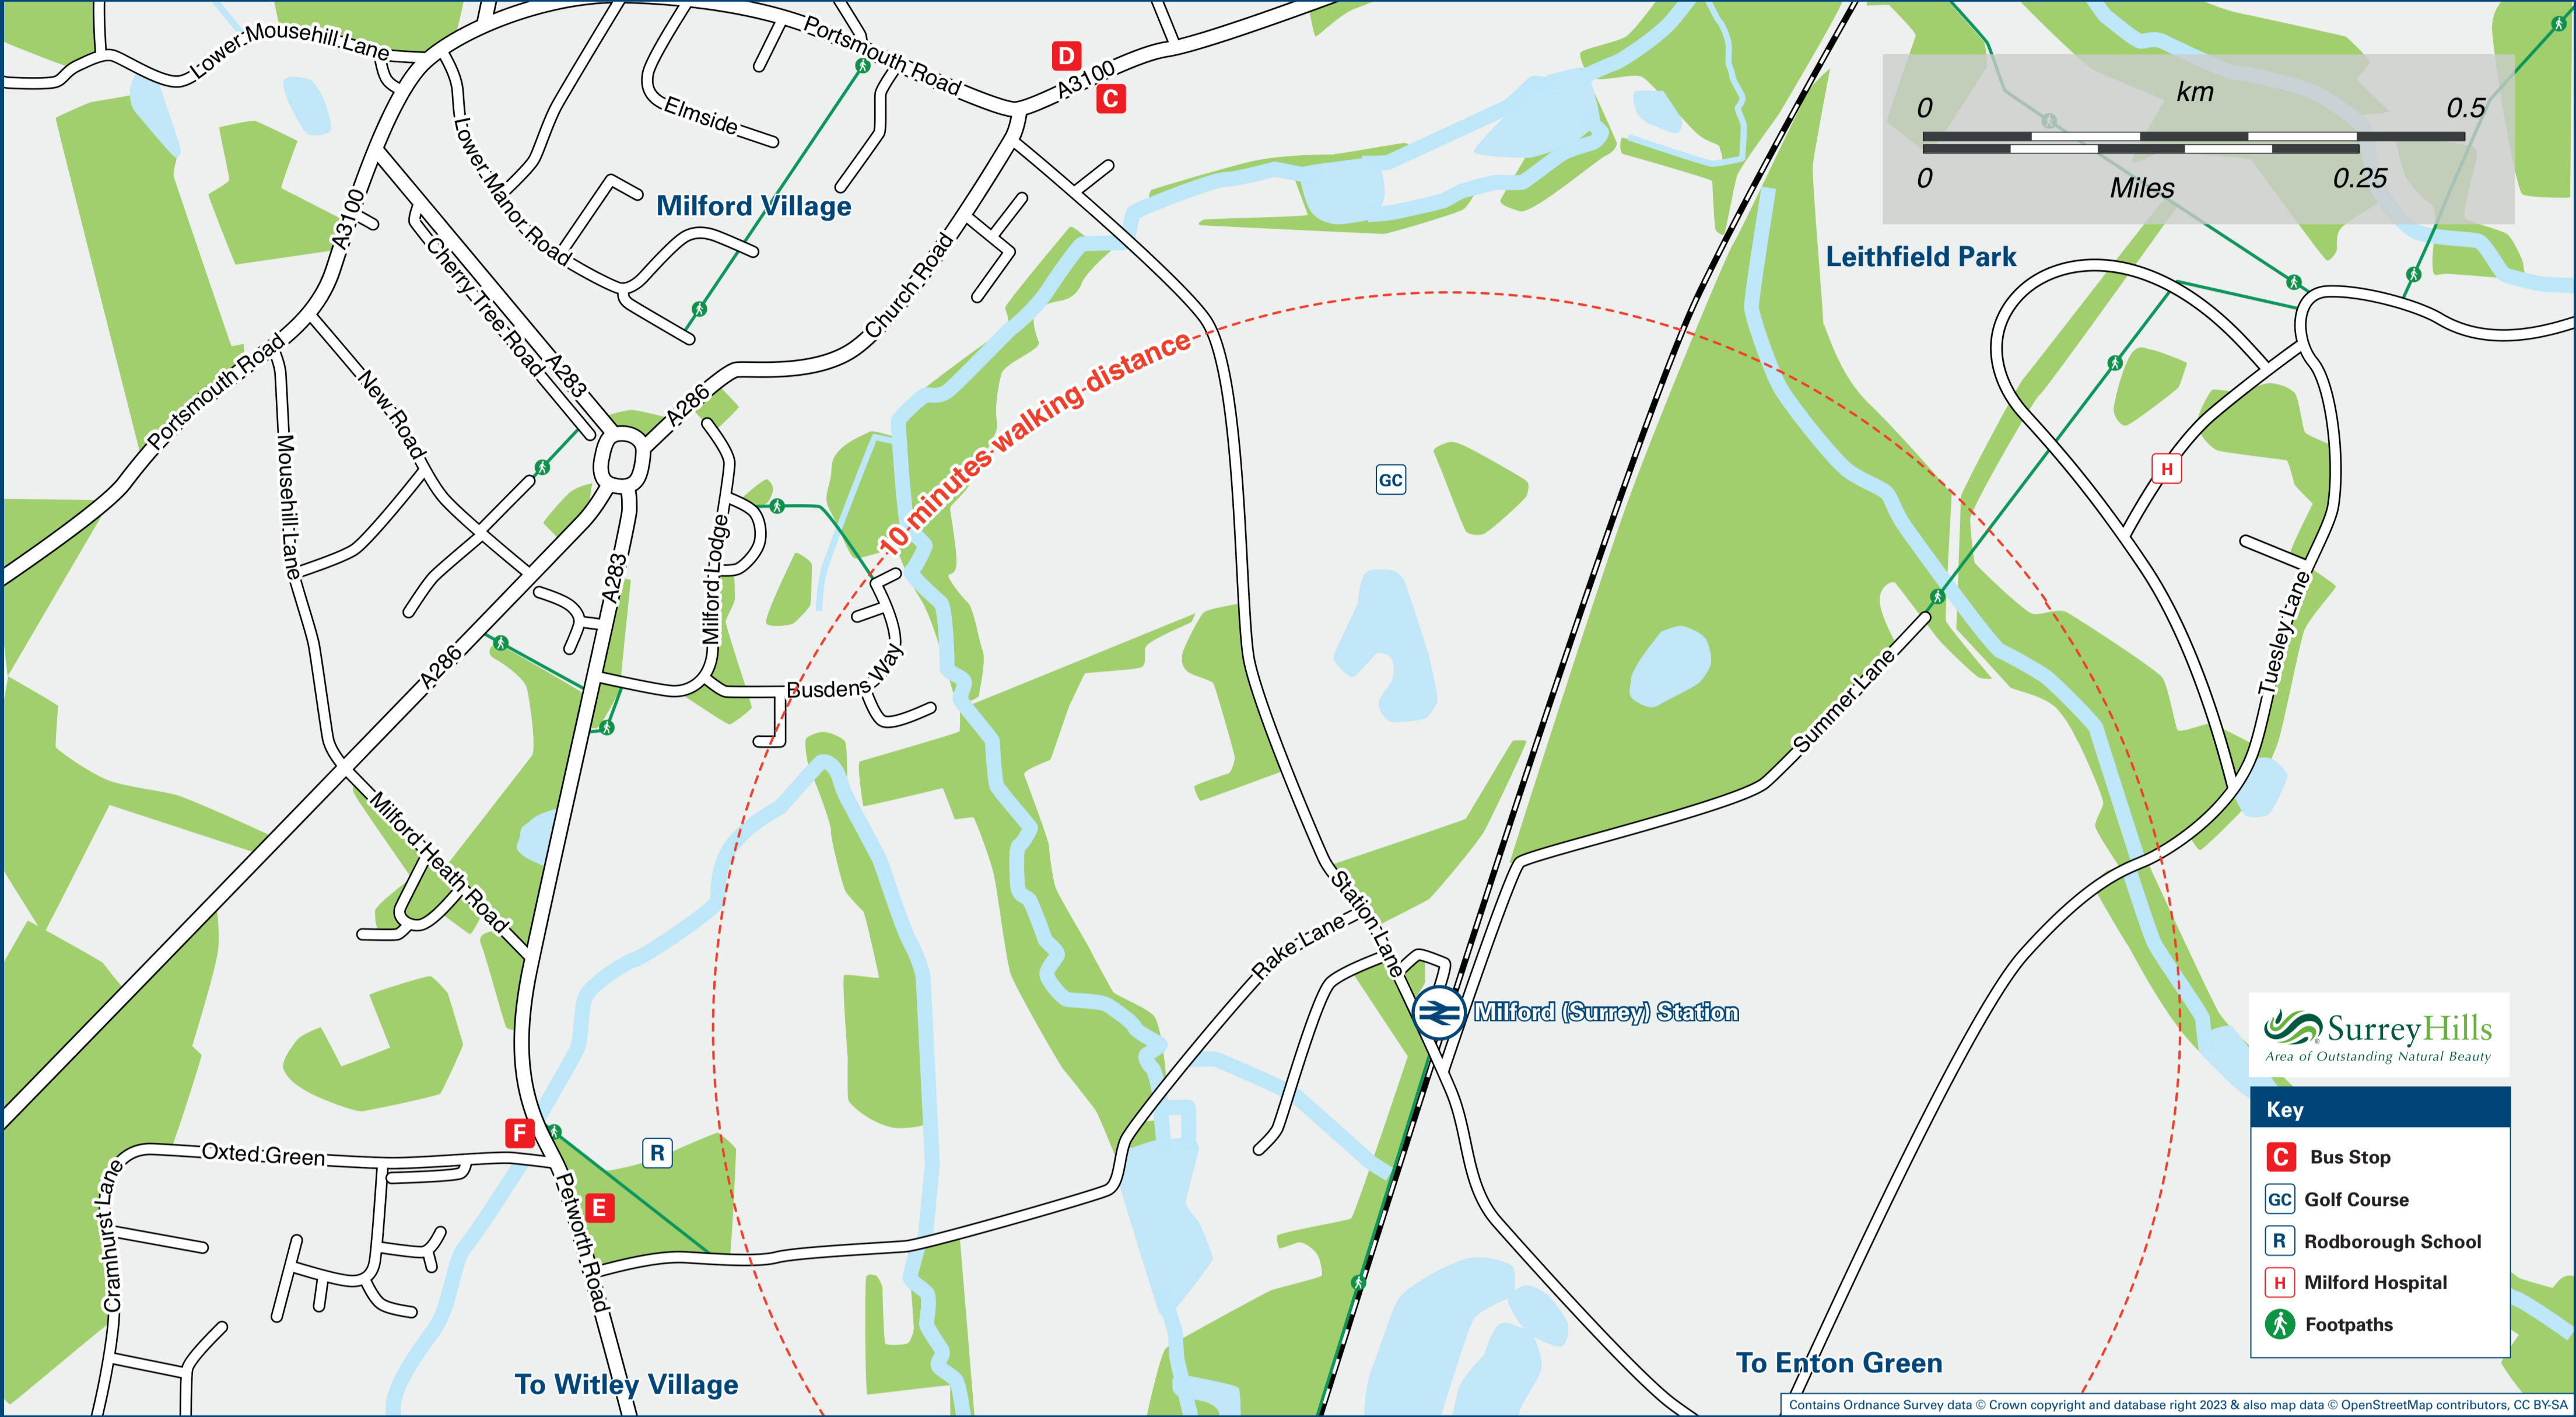 Lower Mousehill Lane
Portsmouth Road
D
A3100
C
Elmside
Lower Manor Road
Milford Village
A3100
Cherry Tree Road
A283
Church Road
A286
Portsmouth Road
New Road
Mousehill Lane
A283
Milford Lodge
A286
Busdens Way
10 minutes walking distance
GC
km
0
0.5
0
Miles
0.25
Leithfield Park
H
Tuesley Lane
Summer Lane
Milford Heath Road
Station Lane
Rake Lane
Milford (Surrey) Station
F
R
E
Oxted Green
Cramhurst Lane
Petworth Road
To Witley Village
To Enton Green
SurreyHills
Area of Outstanding Natural Beauty
Key
C Bus Stop
GC Golf Course
R Rodborough School
H Milford Hospital
Footpaths
Contains Ordnance Survey data © Crown copyright and database right 2023 & also map data © OpenStreetMap contributors, CC BY-SA